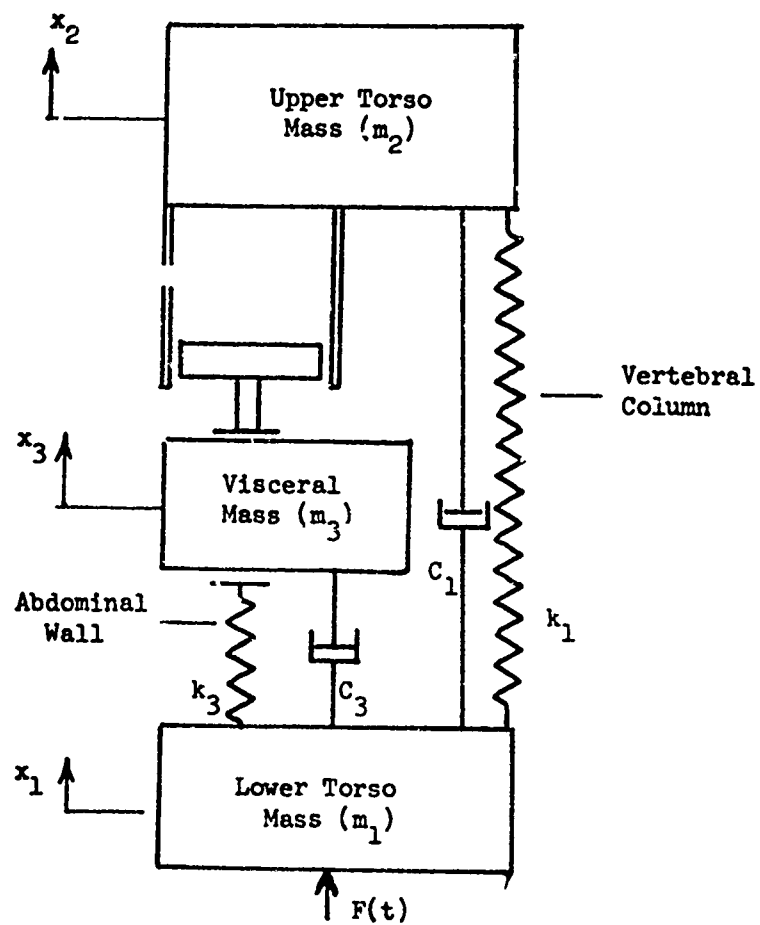 x2
Upper Torso
Mass (m2)
Vertebral
Column
x3
Visceral
Mass (m3)
C1
Abdominal
Wall
k1
k3
C3
x1
Lower Torso
Mass (m1)
F(t)